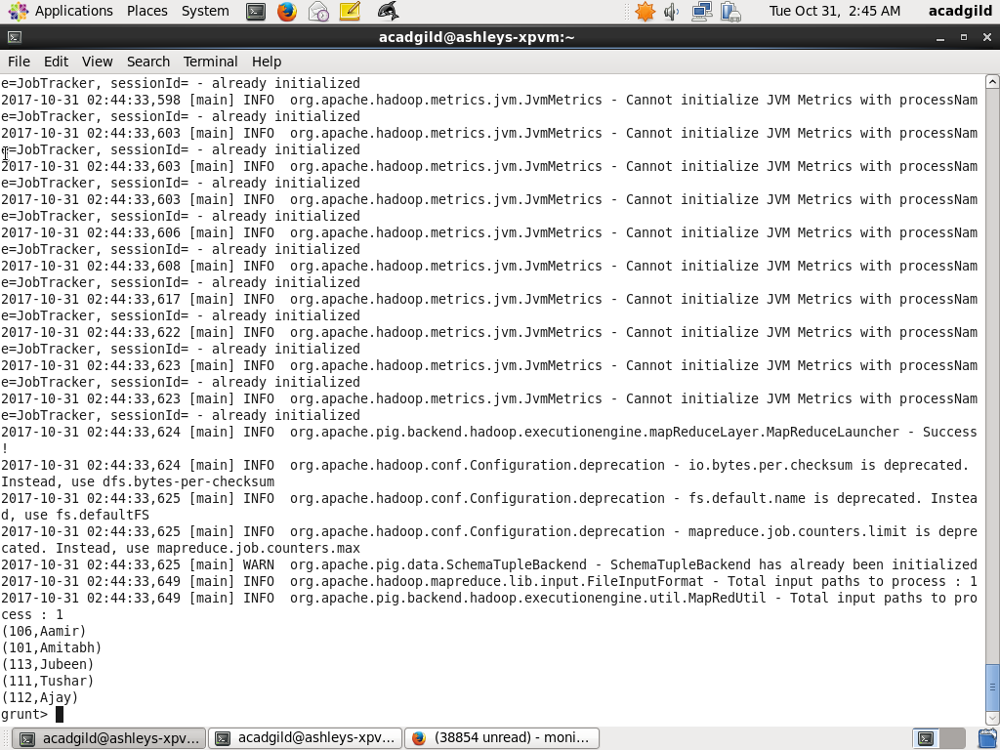 Applications Places System
Tue Oct 31, 2:45 AM acadgild
acadgild@ashleys-xpvm:~
File Edit View Search Terminal Help
e=JobTracker, sessionId= - already initialized
2017-10-31 02:44:33,598 [main] INFO  org.apache.hadoop.metrics.jvm.JvmMetrics - Cannot initialize JVM Metrics with processNam
e=JobTracker, sessionId= - already initialized
2017-10-31 02:44:33,603 [main] INFO  org.apache.hadoop.metrics.jvm.JvmMetrics - Cannot initialize JVM Metrics with processNam
e=JobTracker, sessionId= - already initialized
2017-10-31 02:44:33,603 [main] INFO  org.apache.hadoop.metrics.jvm.JvmMetrics - Cannot initialize JVM Metrics with processNam
e=JobTracker, sessionId= - already initialized
2017-10-31 02:44:33,603 [main] INFO  org.apache.hadoop.metrics.jvm.JvmMetrics - Cannot initialize JVM Metrics with processNam
e=JobTracker, sessionId= - already initialized
2017-10-31 02:44:33,606 [main] INFO  org.apache.hadoop.metrics.jvm.JvmMetrics - Cannot initialize JVM Metrics with processNam
e=JobTracker, sessionId= - already initialized
2017-10-31 02:44:33,608 [main] INFO  org.apache.hadoop.metrics.jvm.JvmMetrics - Cannot initialize JVM Metrics with processNam
e=JobTracker, sessionId= - already initialized
2017-10-31 02:44:33,617 [main] INFO  org.apache.hadoop.metrics.jvm.JvmMetrics - Cannot initialize JVM Metrics with processNam
e=JobTracker, sessionId= - already initialized
2017-10-31 02:44:33,622 [main] INFO  org.apache.hadoop.metrics.jvm.JvmMetrics - Cannot initialize JVM Metrics with processNam
e=JobTracker, sessionId= - already initialized
2017-10-31 02:44:33,623 [main] INFO  org.apache.hadoop.metrics.jvm.JvmMetrics - Cannot initialize JVM Metrics with processNam
e=JobTracker, sessionId= - already initialized
2017-10-31 02:44:33,623 [main] INFO  org.apache.hadoop.metrics.jvm.JvmMetrics - Cannot initialize JVM Metrics with processNam
e=JobTracker, sessionId= - already initialized
2017-10-31 02:44:33,624 [main] INFO  org.apache.pig.backend.hadoop.executionengine.mapReduceLayer.MapReduceLauncher - Success
!
2017-10-31 02:44:33,624 [main] INFO  org.apache.hadoop.conf.Configuration.deprecation - io.bytes.per.checksum is deprecated.
Instead, use dfs.bytes-per-checksum
2017-10-31 02:44:33,625 [main] INFO  org.apache.hadoop.conf.Configuration.deprecation - fs.default.name is deprecated. Instea
d, use fs.defaultFS
2017-10-31 02:44:33,625 [main] INFO  org.apache.hadoop.conf.Configuration.deprecation - mapreduce.job.counters.limit is depre
cated. Instead, use mapreduce.job.counters.max
2017-10-31 02:44:33,625 [main] WARN  org.apache.pig.data.SchemaTupleBackend - SchemaTupleBackend has already been initialized
2017-10-31 02:44:33,649 [main] INFO  org.apache.hadoop.mapreduce.lib.input.FileInputFormat - Total input paths to process : 1
2017-10-31 02:44:33,649 [main] INFO  org.apache.pig.backend.hadoop.executionengine.util.MapRedUtil - Total input paths to pro
cess : 1
(106,Aamir)
(101,Amitabh)
(113,Jubeen)
(111,Tushar)
(112,Ajay)
grunt>
acadgild@ashleys-xpv... acadgild@ashleys-xpv... (38854 unread) - moni...